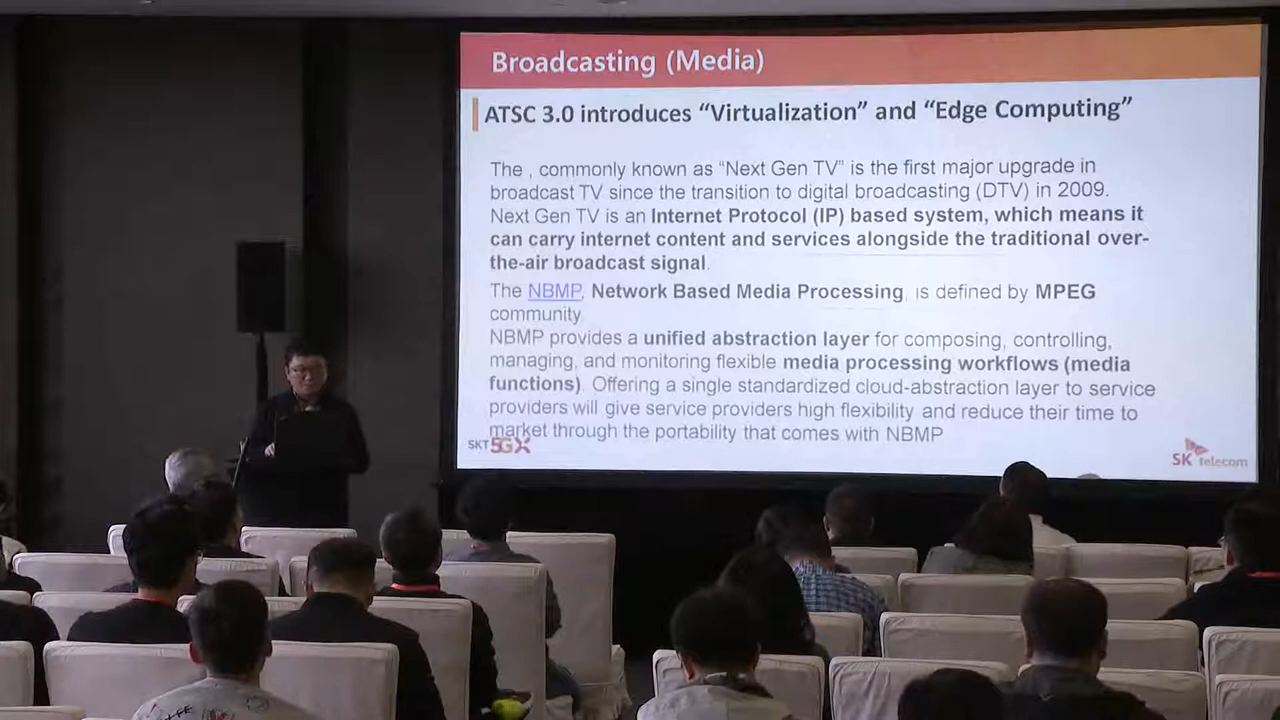 Broadcasting (Media)
ATSC 3.0 introduces “Virtualization” and “Edge Computing”
The , commonly known as “Next Gen TV” is the first major upgrade in
broadcast TV since the transition to digital broadcasting (DTV) in 2009.
Next Gen TV is an Internet Protocol (IP) based system, which means it
can carry internet content and services alongside the traditional over-
the-air broadcast signal.
The NBMP, Network Based Media Processing, is defined by MPEG
community.
NBMP provides a unified abstraction layer for composing, controlling,
managing, and monitoring flexible media processing workflows (media
functions). Offering a single standardized cloud-abstraction layer to service
providers will give service providers high flexibility and reduce their time to
market through the portability that comes with NBMP
SKT 5GX
SK telecom